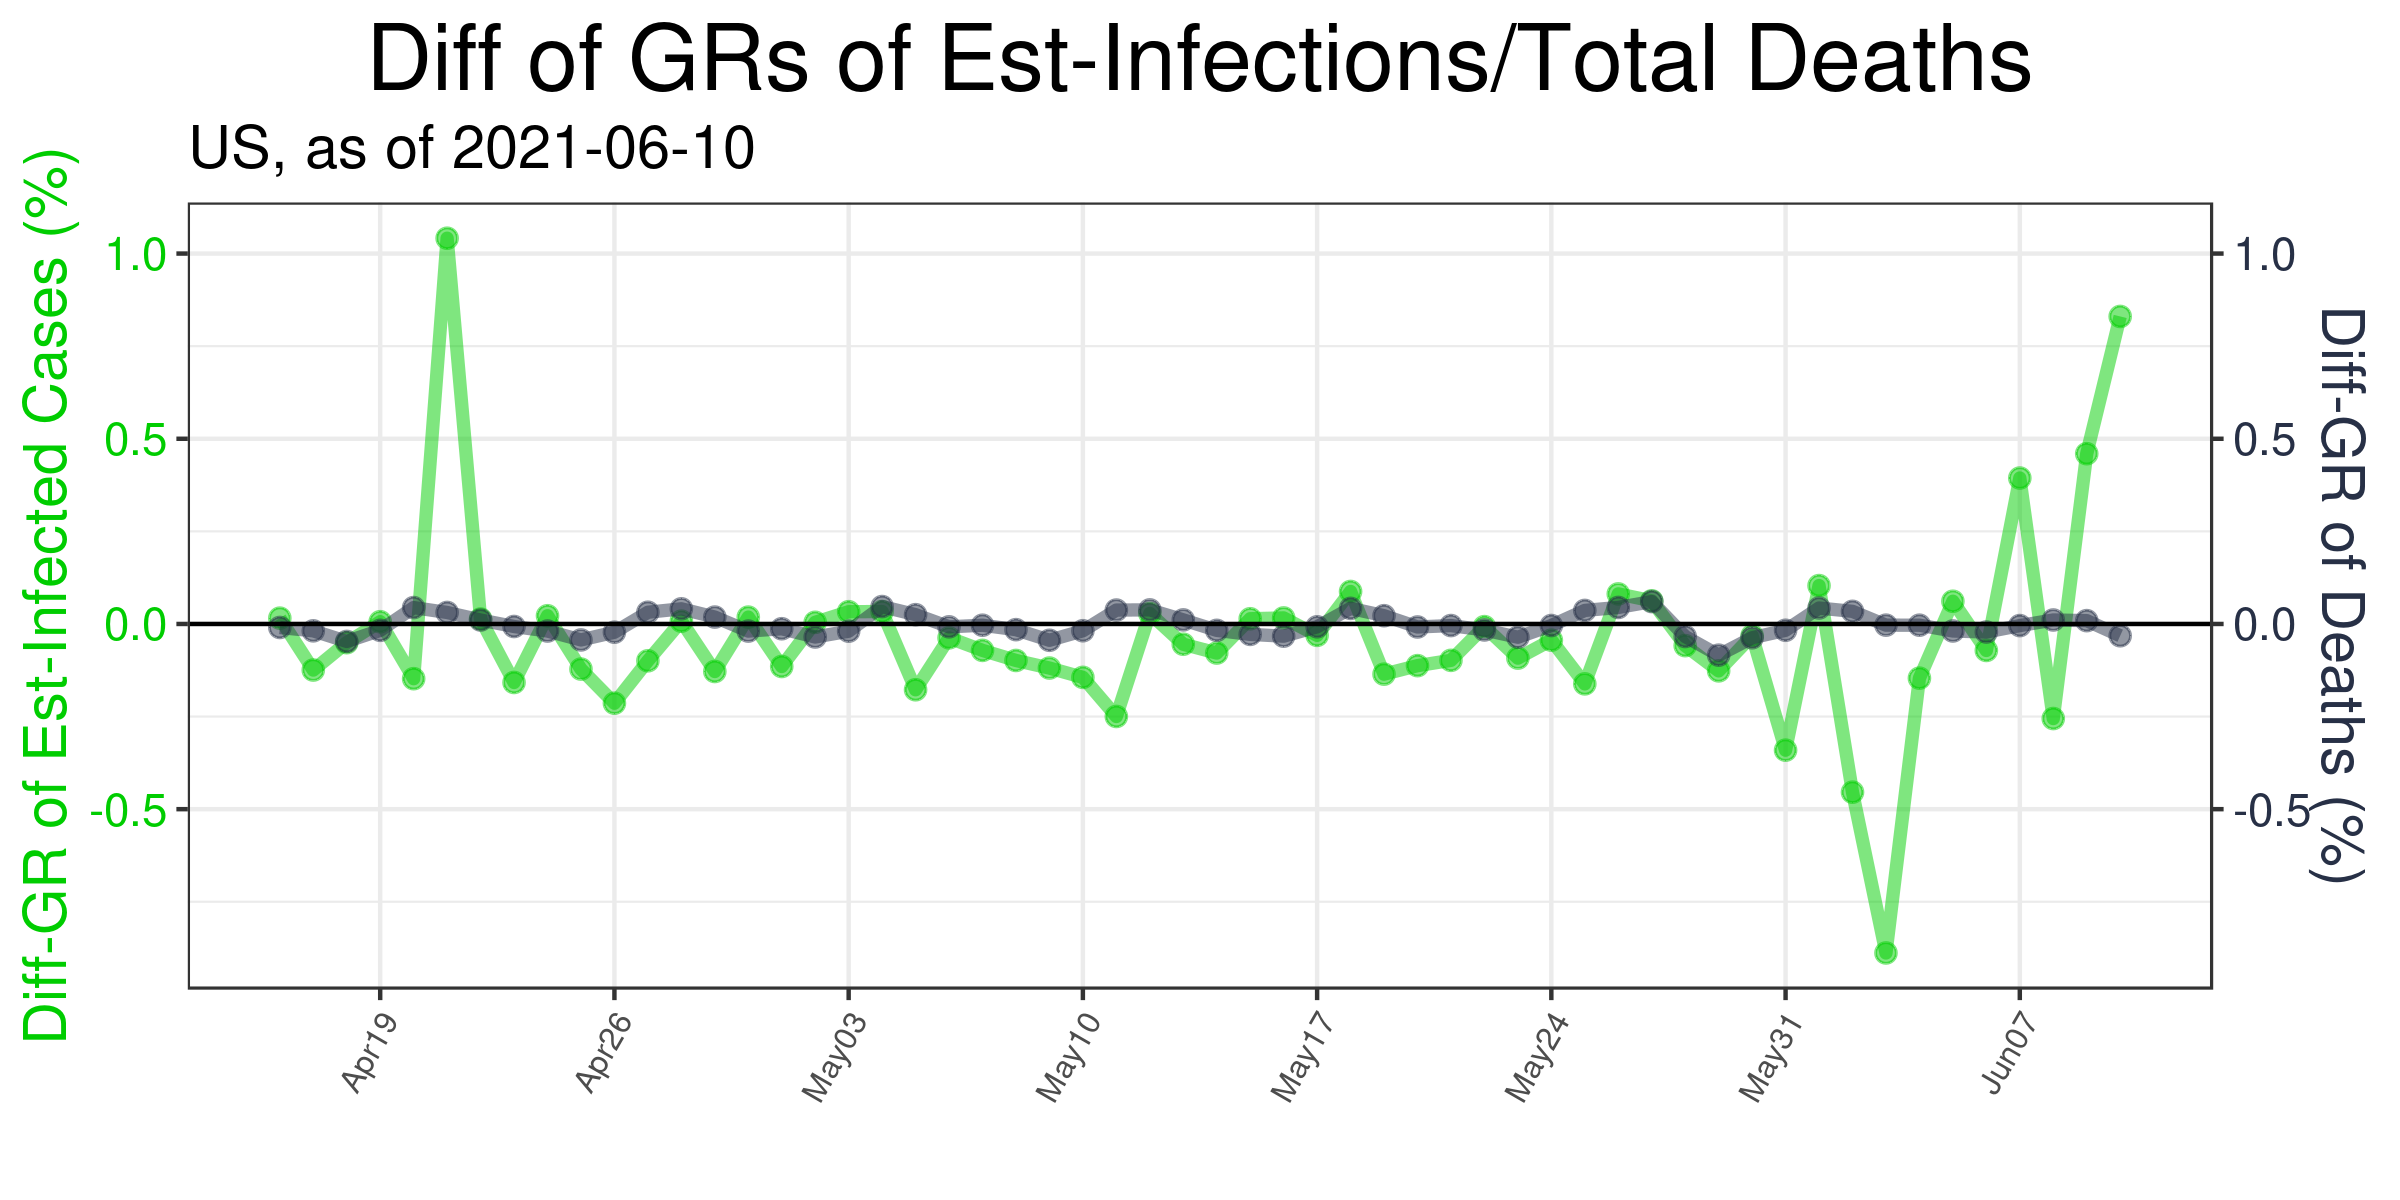 Diff of GRs of Est-Infections/Total Deaths
US, as of 2021-06-10
Diff-GR of Est-Infected Cases (%)
1.0
0.5
0.0
-0.5
1.0
0.5
0.0
-0.5
Diff-GR of Deaths (%)
Apr19
Apr26
May03
May10
May17
May24
May31
Jun07